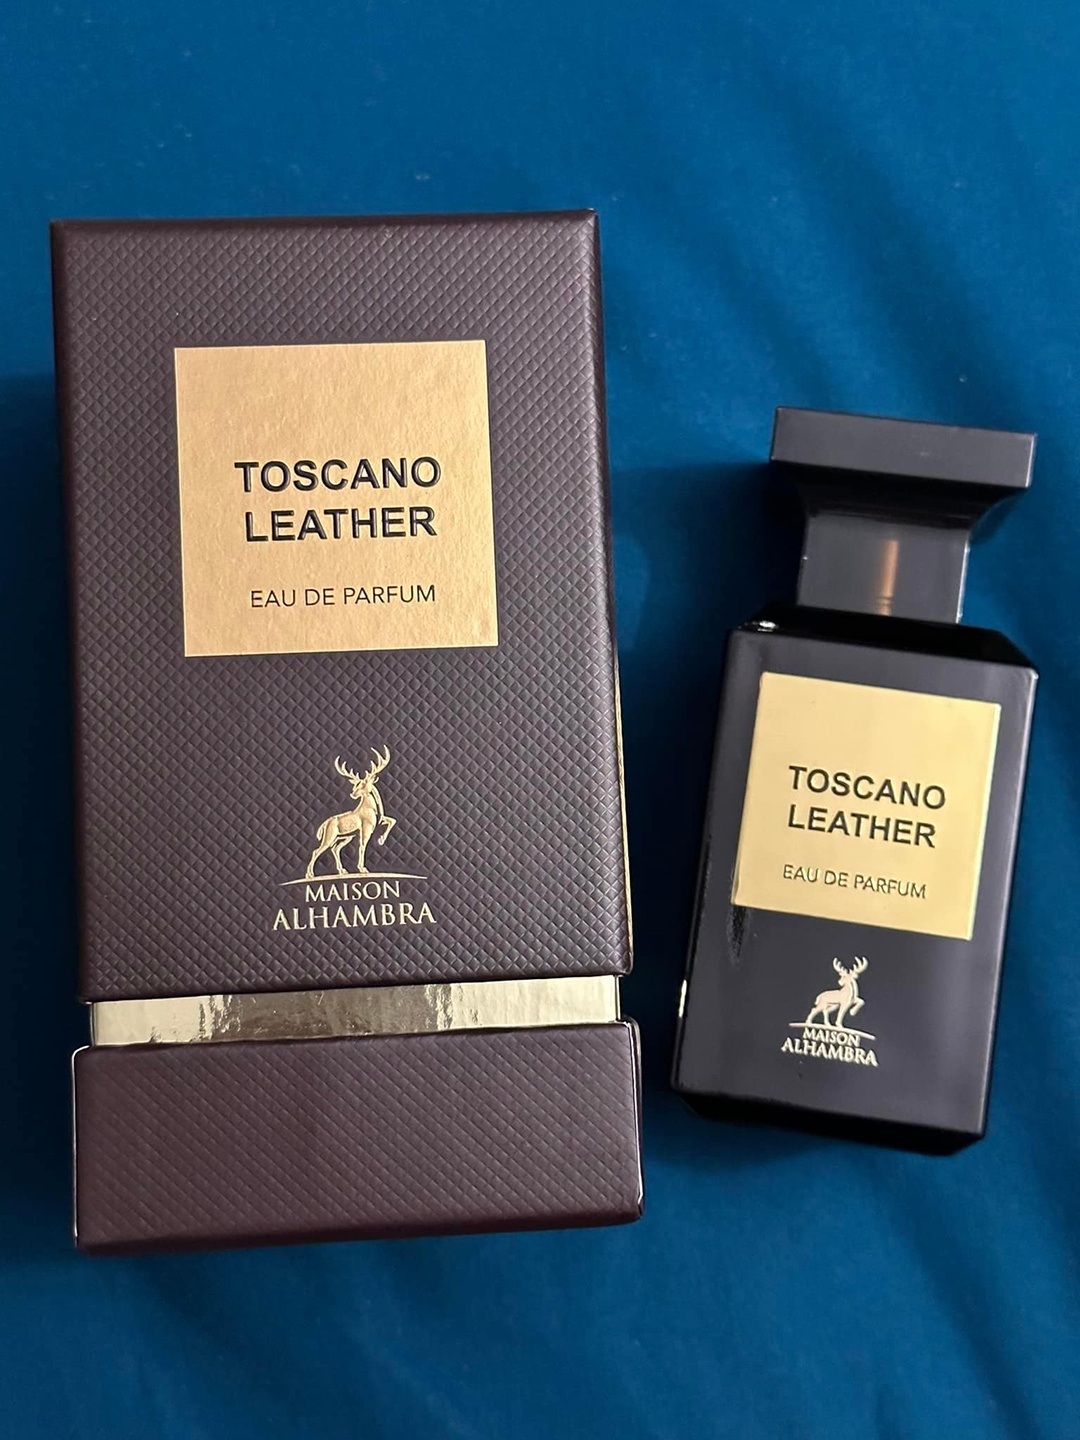 TOSCANO
LEATHER
EAU DE PARFUM
MAISON
ALHAMBRA
TOSCANO
LEATHER
EAU DE PARFUM
MAISON
ALHAMBRA